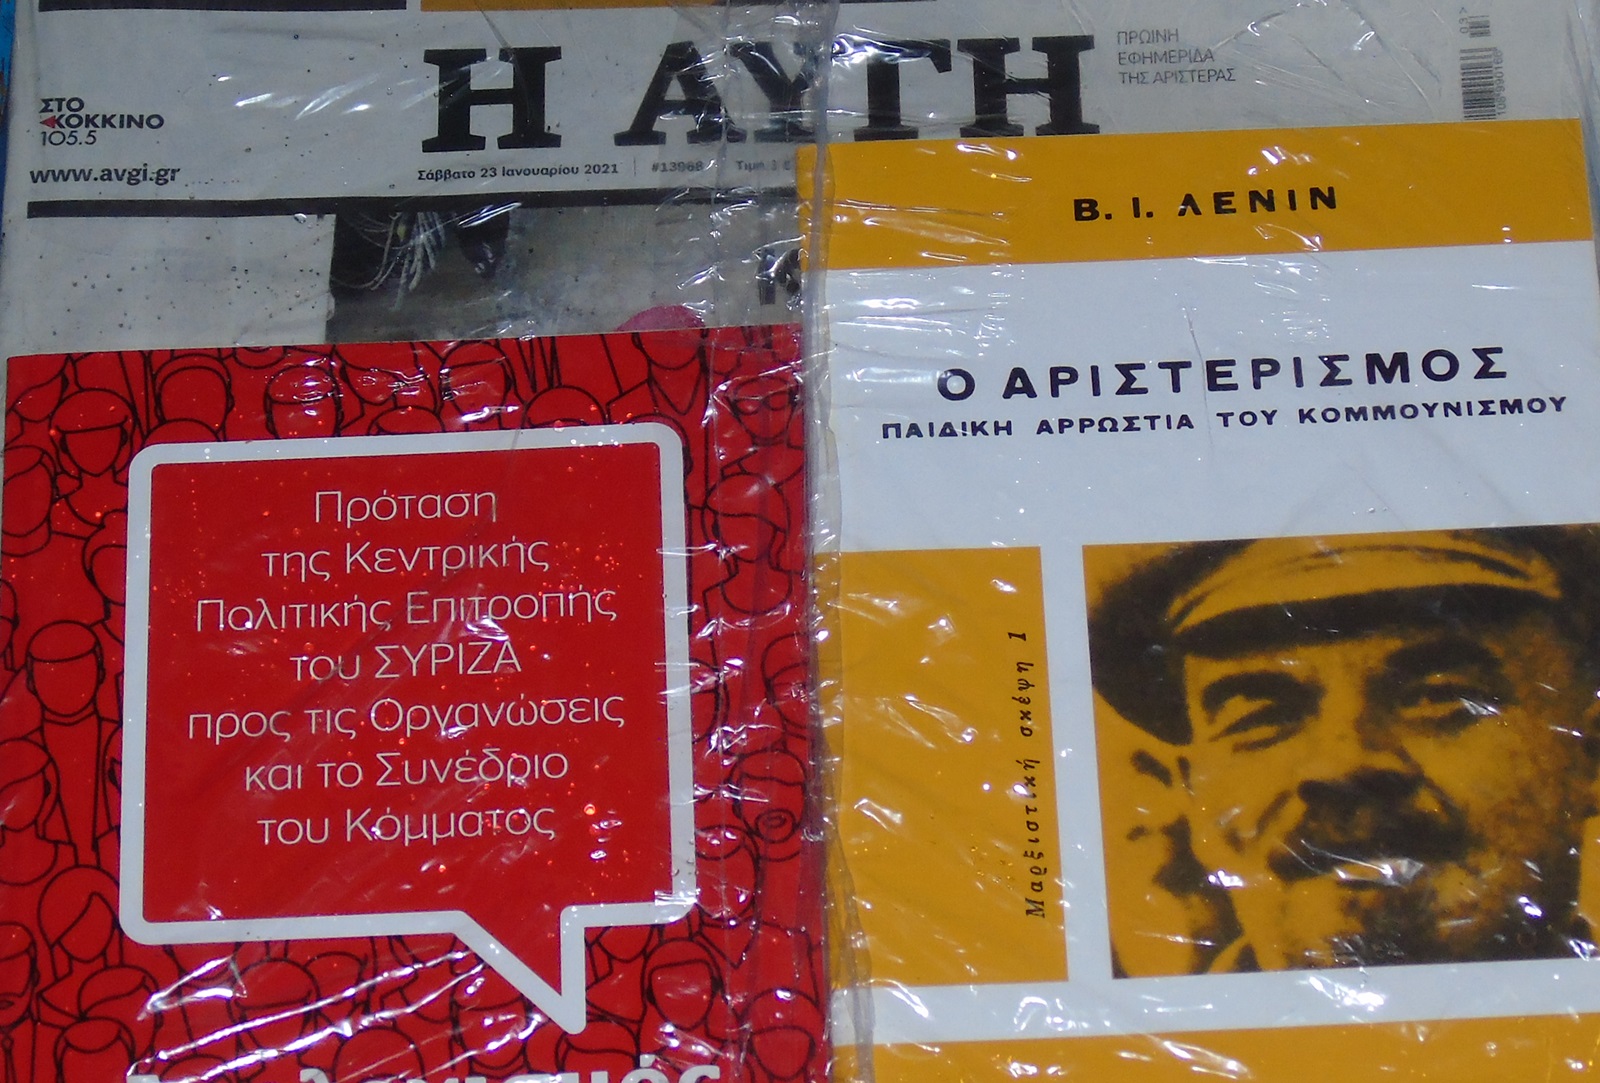 Η ΑΥΓΗ
ΠΡΩΙΝΗ
ΕΦΗΜΕΡΙΔΑ
ΤΗΣ ΑΡΙΣΤΕΡΑΣ
ΣΤΟ
ΚΟΚΚΙΝΟ
105.5
www.avgi.gr
Σάββατο 23 Ιανουαρίου 2021
Β. Ι. ΛΕΝΙΝ
Ο ΑΡΙΣΤΕΡΙΣΜΟΣ
ΠΑΙΔΙΚΗ ΑΡΡΩΣΤΙΑ ΤΟΥ ΚΟΜΜΟΥΝΙΣΜΟΥ
Μαρξιστική σκέψη 1
Πρόταση
της Κεντρικής
Πολιτικής Επιτροπής
του ΣΥΡΙΖΑ
προς τις Οργανώσεις
και το Συνέδριο
του Κόμματος